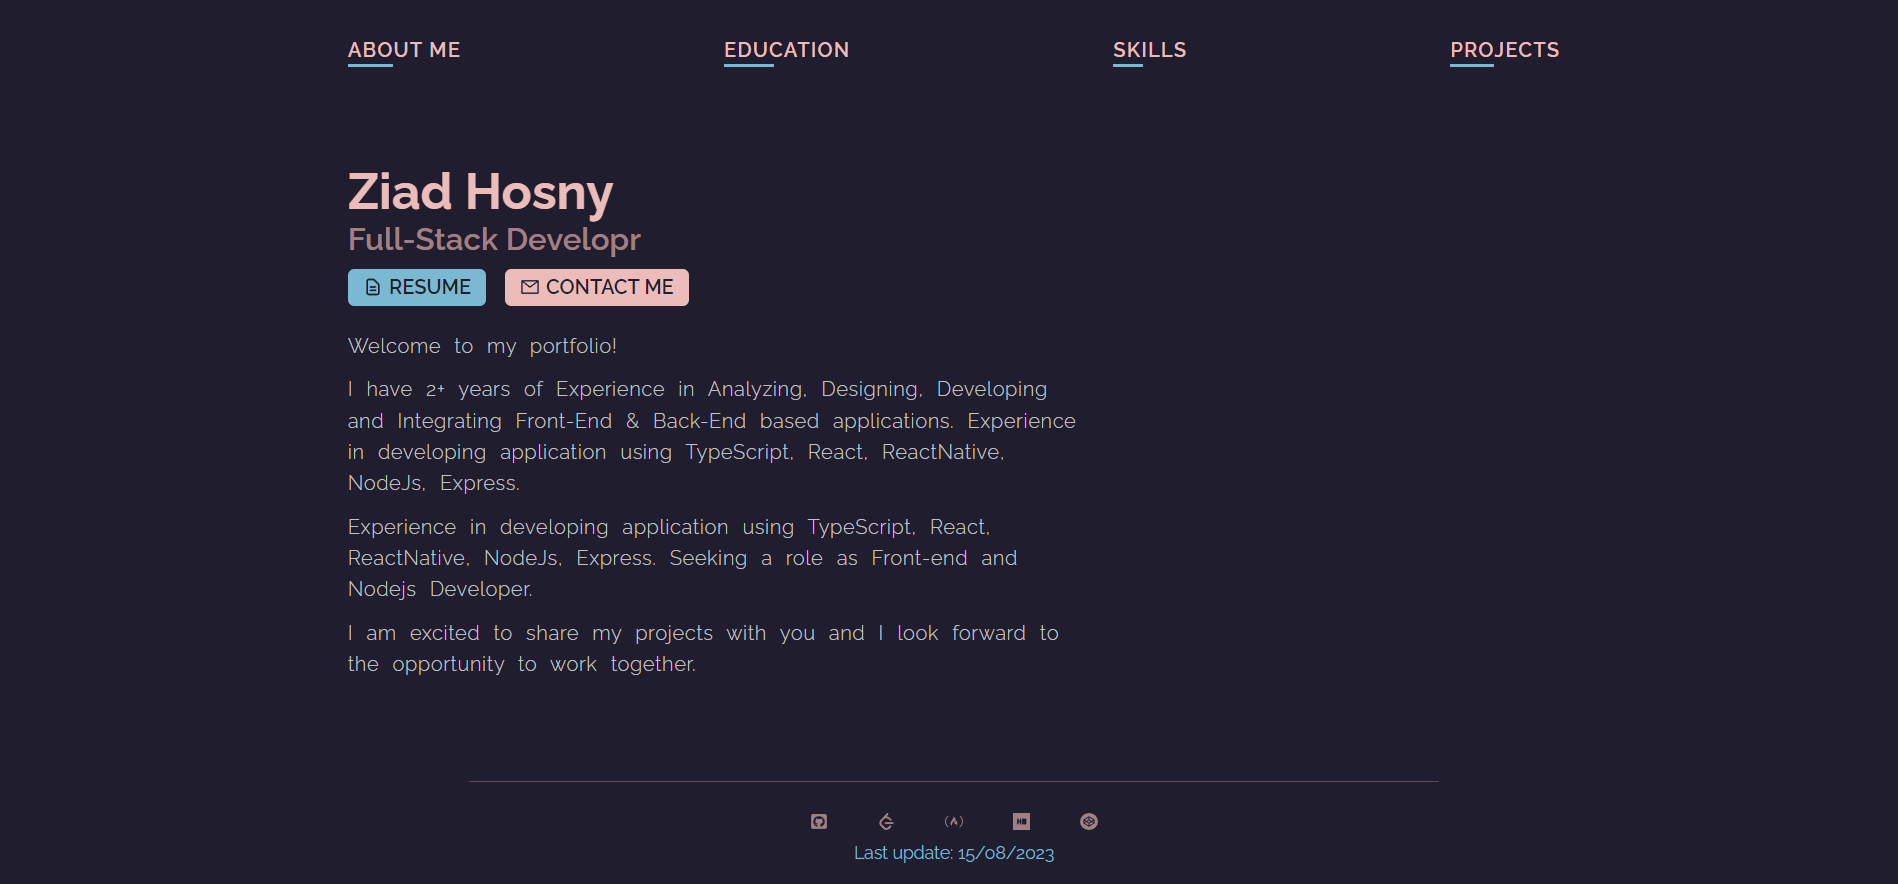 ABOUT ME
EDUCATION
SKILLS
PROJECTS
Ziad Hosny
Full-Stack Developr
RESUME
CONTACT ME
Welcome to my portfolio!
I have 2+ years of Experience in Analyzing, Designing, Developing
and Integrating Front-End & Back-End based applications. Experience
in developing application using TypeScript, React, ReactNative,
NodeJs, Express.
Experience in developing application using TypeScript, React,
ReactNative, NodeJs, Express. Seeking a role as Front-end and
Nodejs Developer.
I am excited to share my projects with you and I look forward to
the opportunity to work together.
Last update: 15/08/2023